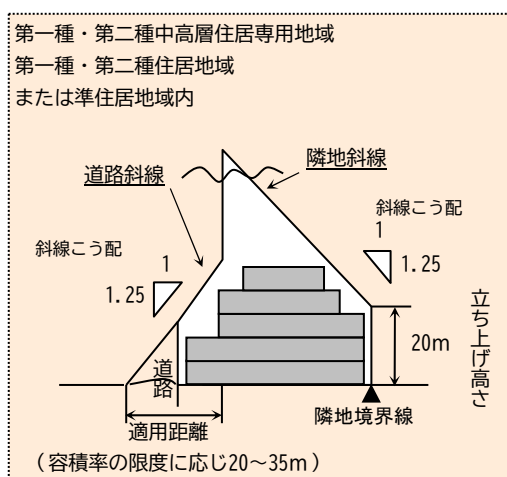 第一種・第二種中高層住居専用地域
第一種・第二種住居地域
または準住居地域内
隣地斜線
道路斜線
斜線こう配
1
1.25
斜線こう配
1
1.25
立ち上げ高さ
20m
道路
隣地境界線
適用距離
（容積率の限度に応じ20～35m）